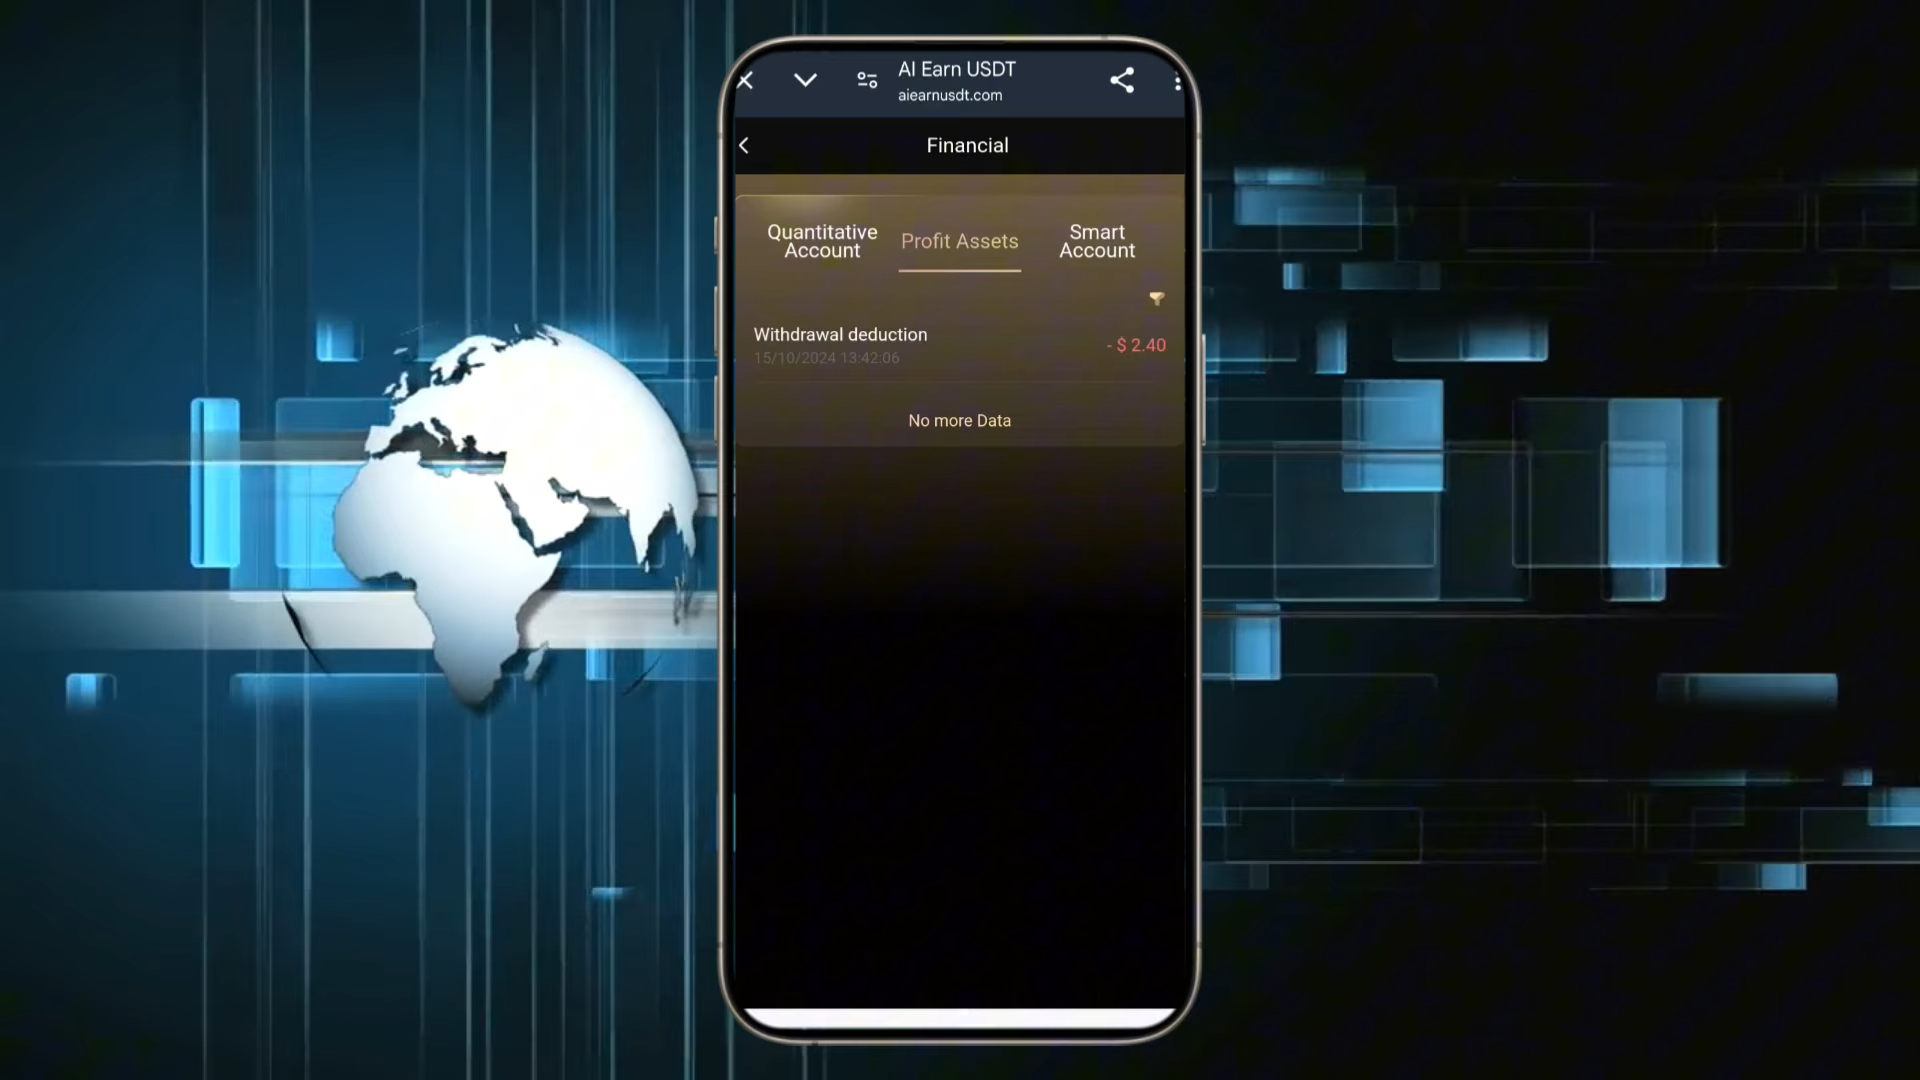 AI Earn USDT
aiearnusdt.com
Financial
Quantitative
Account
Profit Assets
Smart
Account
Withdrawal deduction
- $ 2.40
15/10/2024 13:42:06
No more Data